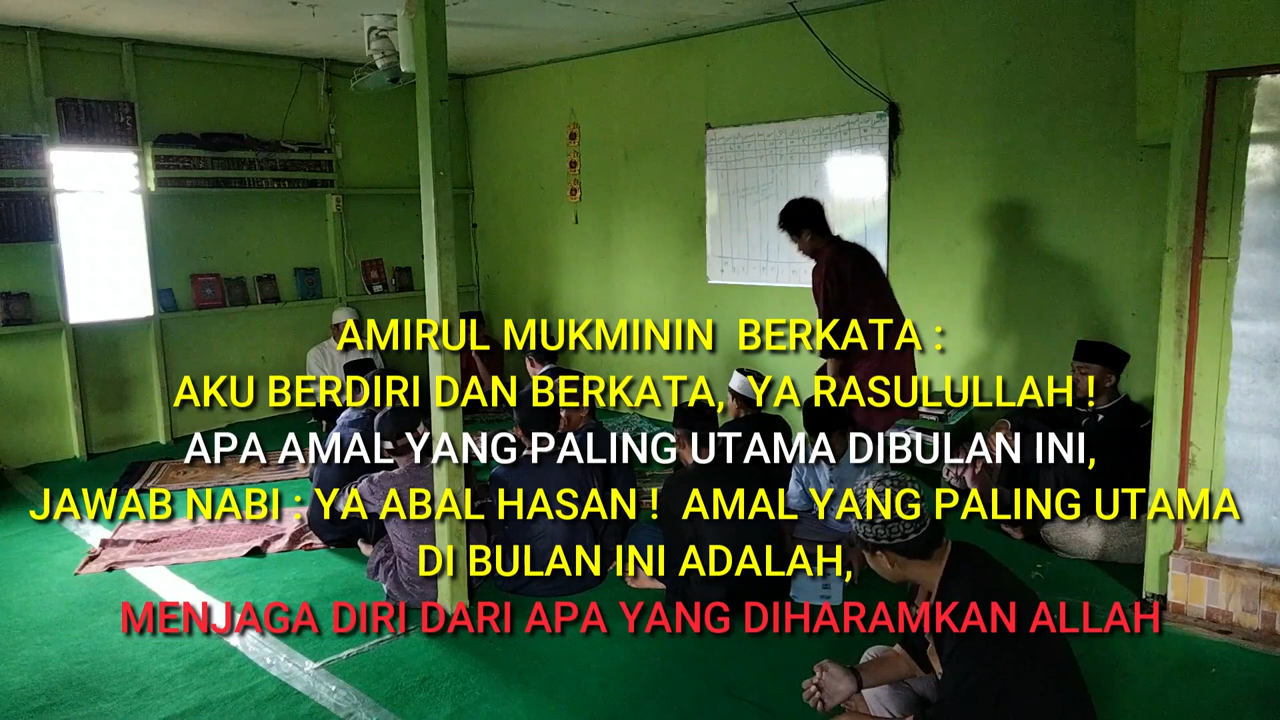 AMIRUL MUKMININ BERKATA :
AKU BERDIRI DAN BERKATA, YA RASULULLAH !
APA AMAL YANG PALING UTAMA DIBULAN INI,
JAWAB NABI : YA ABAL HASAN ! AMAL YANG PALING UTAMA
DI BULAN INI ADALAH,
MENJAGA DIRI DARI APA YANG DIHARAMKAN ALLAH